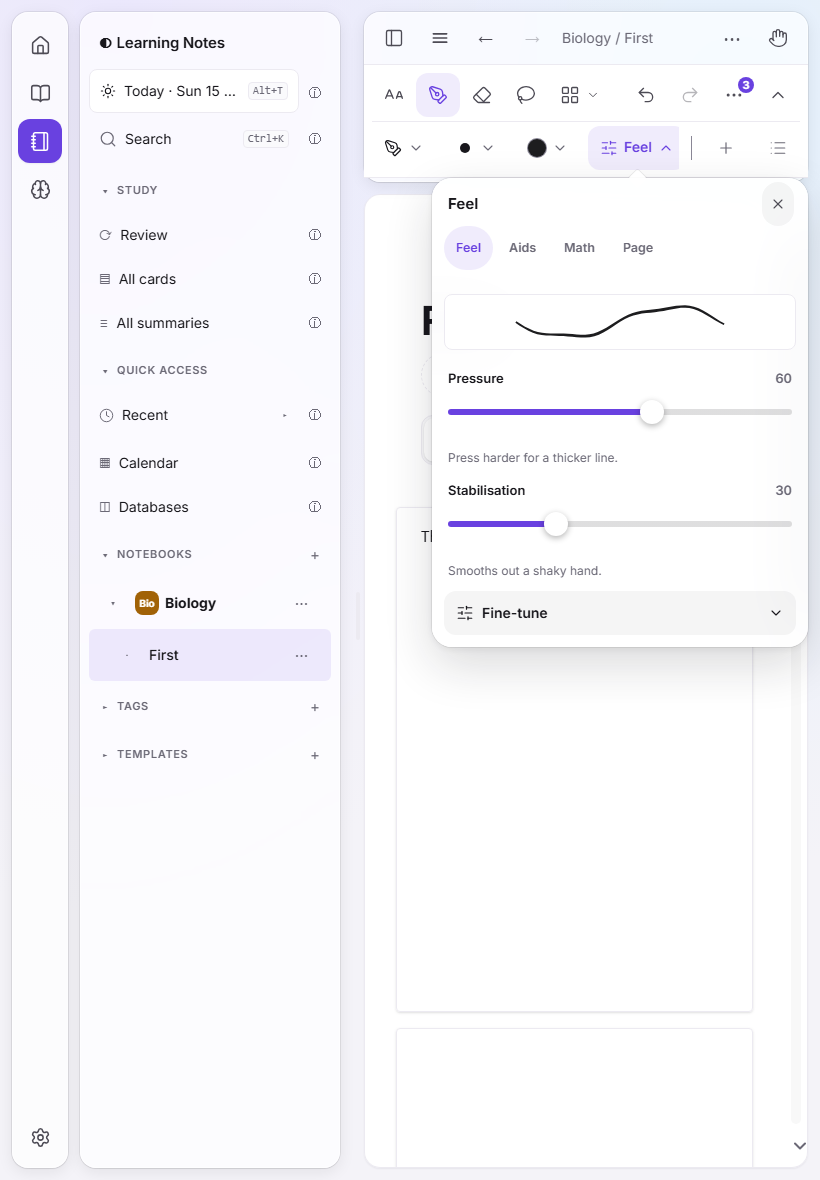 Learning Notes
Today · Sun 15 ... Alt+T
Search Ctrl+K
STUDY
Review
All cards
All summaries
QUICK ACCESS
Recent
Calendar
Databases
NOTEBOOKS
Bio Biology
First
TAGS
TEMPLATES
Biology / First
AA
3
Feel
Feel
Feel Aids Math Page
Pressure 60
Press harder for a thicker line.
Stabilisation 30
Smooths out a shaky hand.
Fine-tune